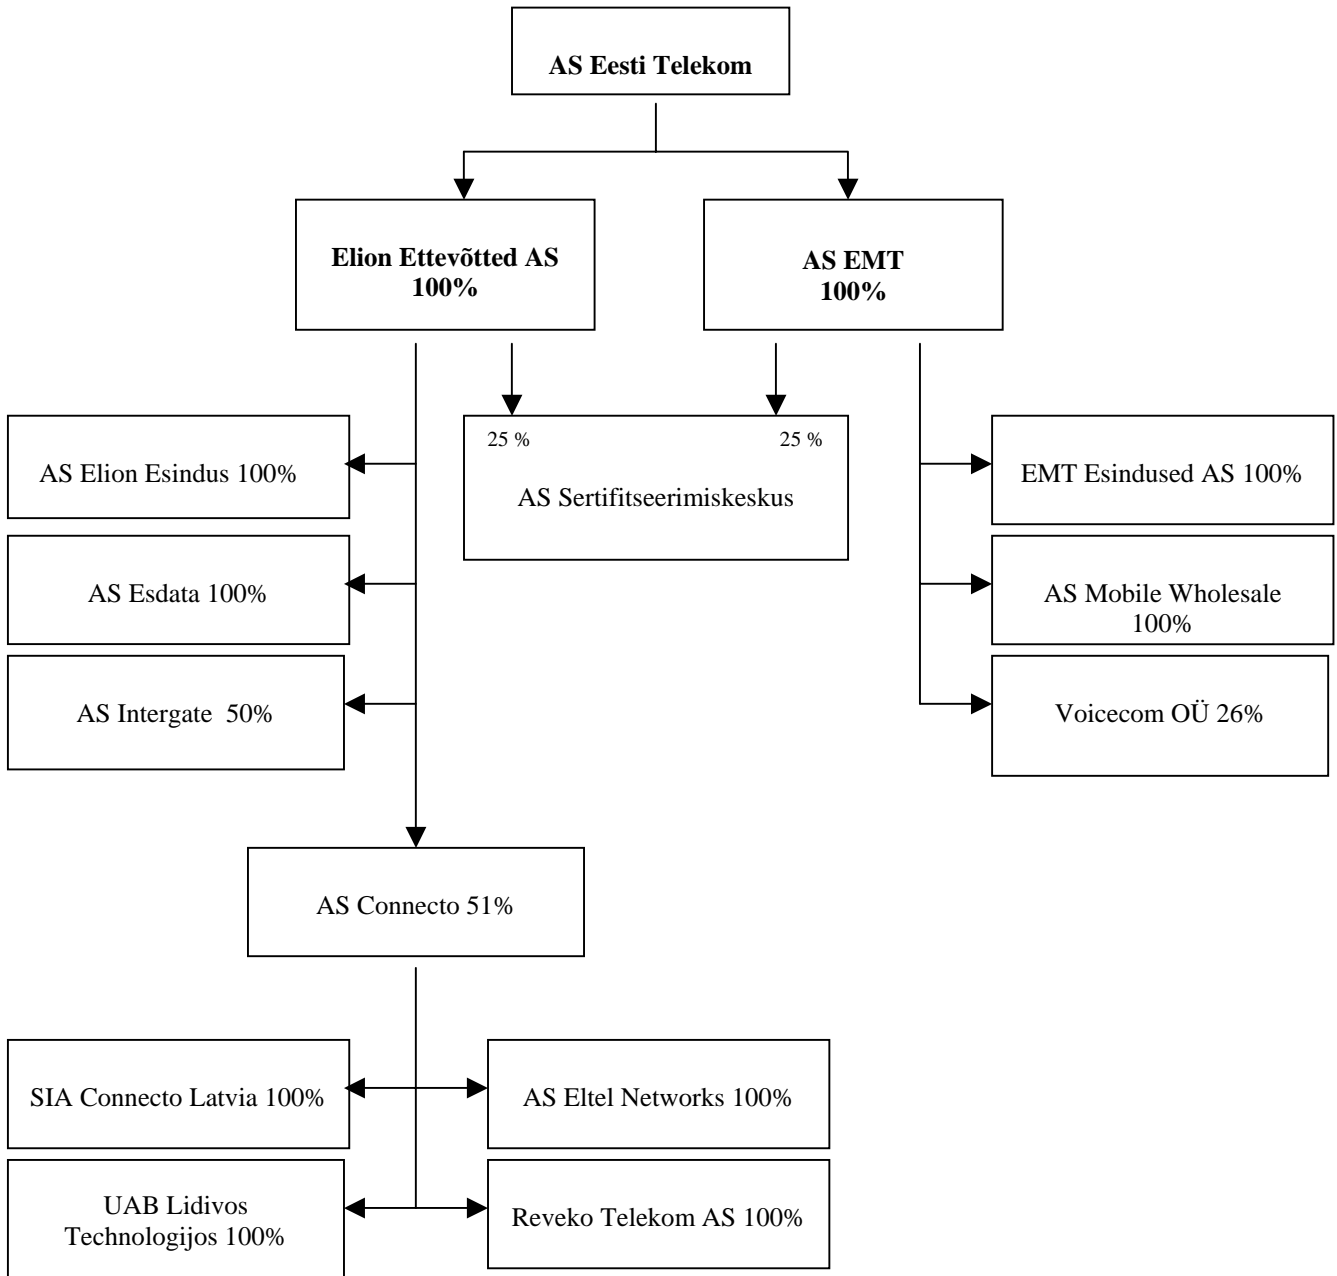 AS Eesti Telekom
Elion Ettevõtted AS
100%
AS EMT
100%
25 %
25 %
AS Sertifitseerimiskeskus
AS Elion Esindus 100%
EMT Esindused AS 100%
AS Esdata 100%
AS Mobile Wholesale
100%
AS Intergate 50%
Voicecom OÜ 26%
AS Connecto 51%
SIA Connecto Latvia 100%
AS Eltel Networks 100%
UAB Lidivos
Technologijos 100%
Reveko Telekom AS 100%